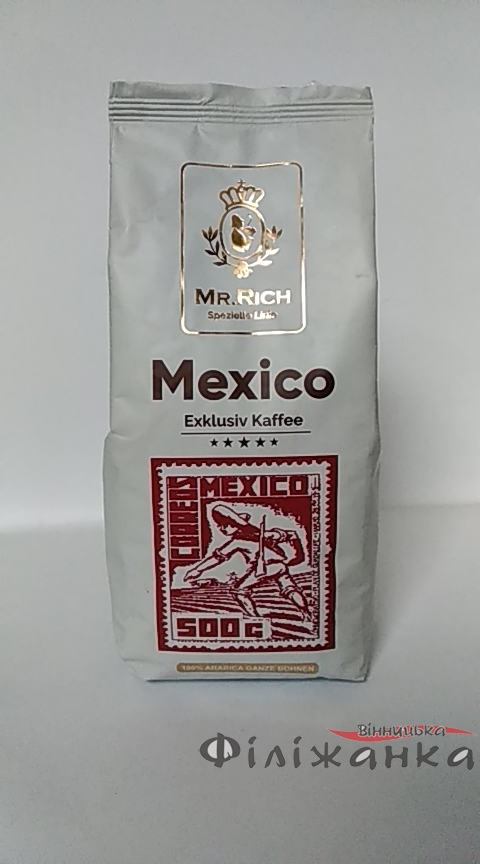 MR.RICH
Spezielle Linie
Mexico
Exklusiv Kaffee
CORREOS
MEXICO
500G
100% ARABICA GANZE BOHNEN
Вінницька
Філіжанка